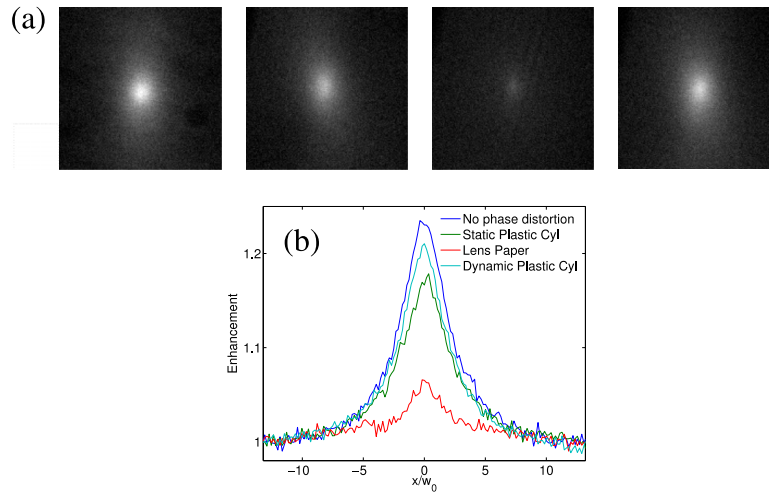 (a)
(b)
No phase distortion
Static Plastic Cyl
Lens Paper
Dynamic Plastic Cyl
Enhancement
1.2
1.1
1
−10
−5
0
5
10
x/w₀